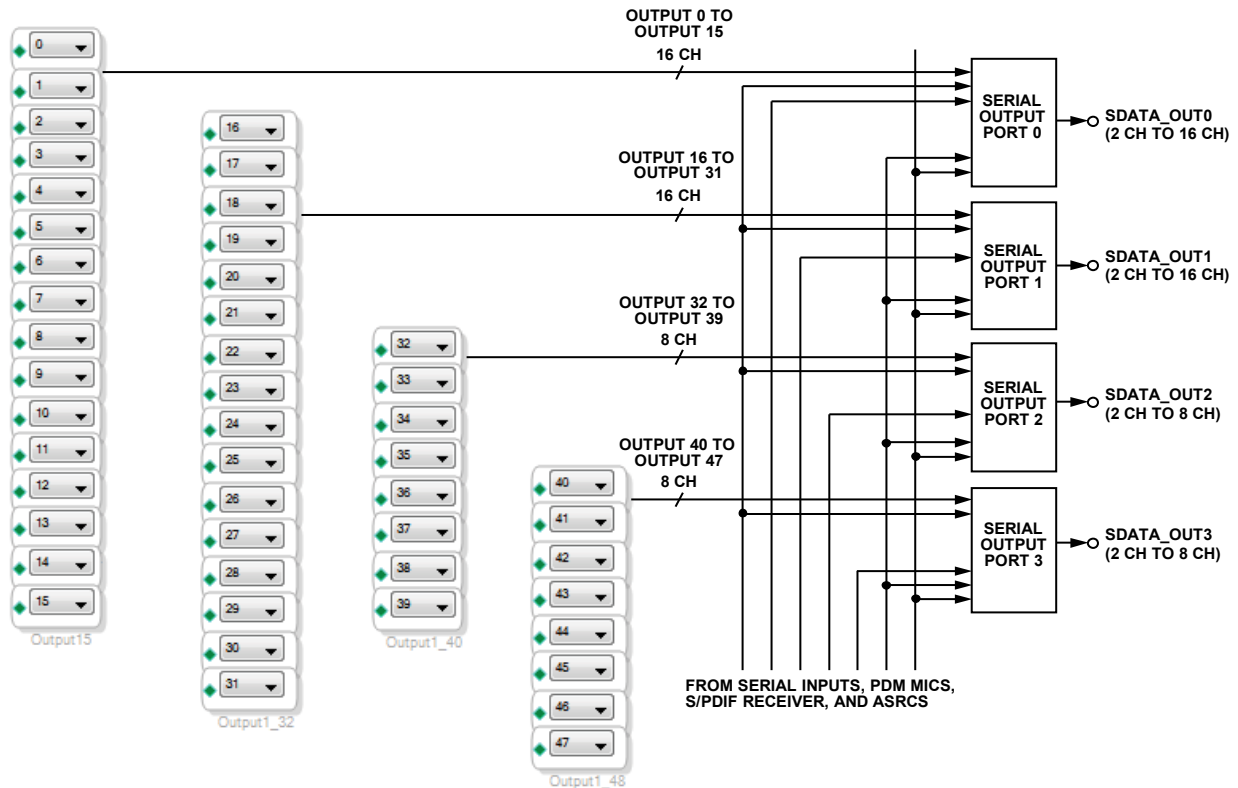 0
1
2
3
4
5
6
7
8
9
10
11
12
13
14
15
Output15
16
17
18
19
20
21
22
23
24
25
26
27
28
29
30
31
Output1_32
32
33
34
35
36
37
38
39
Output1_40
40
41
42
43
44
45
46
47
Output1_48
OUTPUT 0 TO
OUTPUT 15
16 CH
OUTPUT 16 TO
OUTPUT 31
16 CH
OUTPUT 32 TO
OUTPUT 39
8 CH
OUTPUT 40 TO
OUTPUT 47
8 CH
SERIAL
OUTPUT
PORT 0
SDATA_OUT0
(2 CH TO 16 CH)
SERIAL
OUTPUT
PORT 1
SDATA_OUT1
(2 CH TO 16 CH)
SERIAL
OUTPUT
PORT 2
SDATA_OUT2
(2 CH TO 8 CH)
SERIAL
OUTPUT
PORT 3
SDATA_OUT3
(2 CH TO 8 CH)
FROM SERIAL INPUTS, PDM MICS,
S/PDIF RECEIVER, AND ASRCS